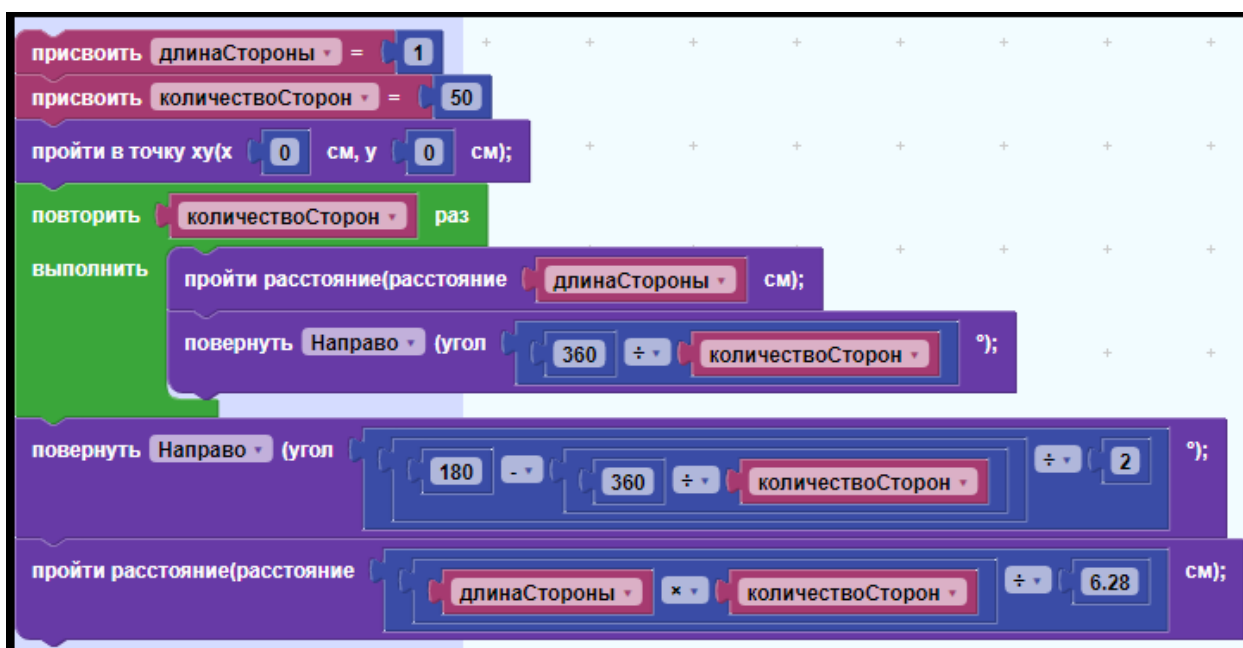 присвоить длинаСтороны = 1
присвоить количествоСторон = 50
пройти в точку xy(x 0 см, y 0 см);
повторить количествоСторон раз
выполнить пройти расстояние(расстояние длинаСтороны см);
повернуть Направо (угол 360 ÷ количествоСторон °);
повернуть Направо (угол 180 - 360 ÷ количествоСторон ÷ 2 °);
пройти расстояние(расстояние длинаСтороны × количествоСторон ÷ 6.28 см);